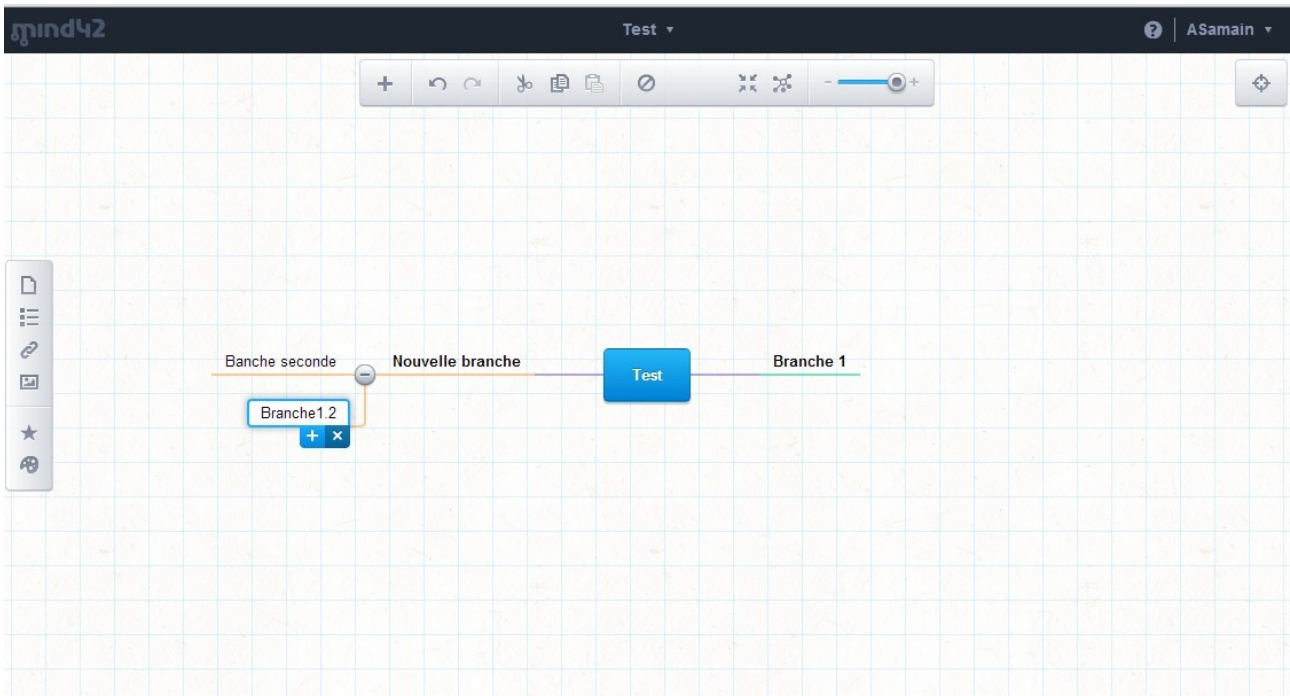 mind42
Test
ASamain
Banche seconde
Nouvelle branche
Test
Branche 1
Branche1.2